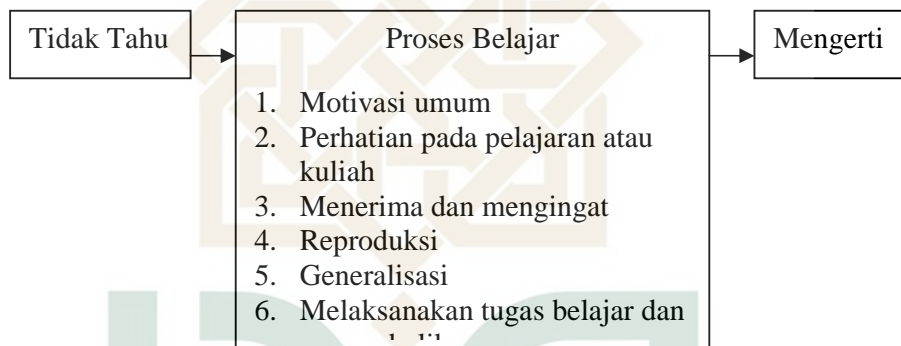 Tidak Tahu
Proses Belajar
Mengerti
1. Motivasi umum
2. Perhatian pada pelajaran atau
kuliah
3. Menerima dan mengingat
4. Reproduksi
5. Generalisasi
6. Melaksanakan tugas belajar dan